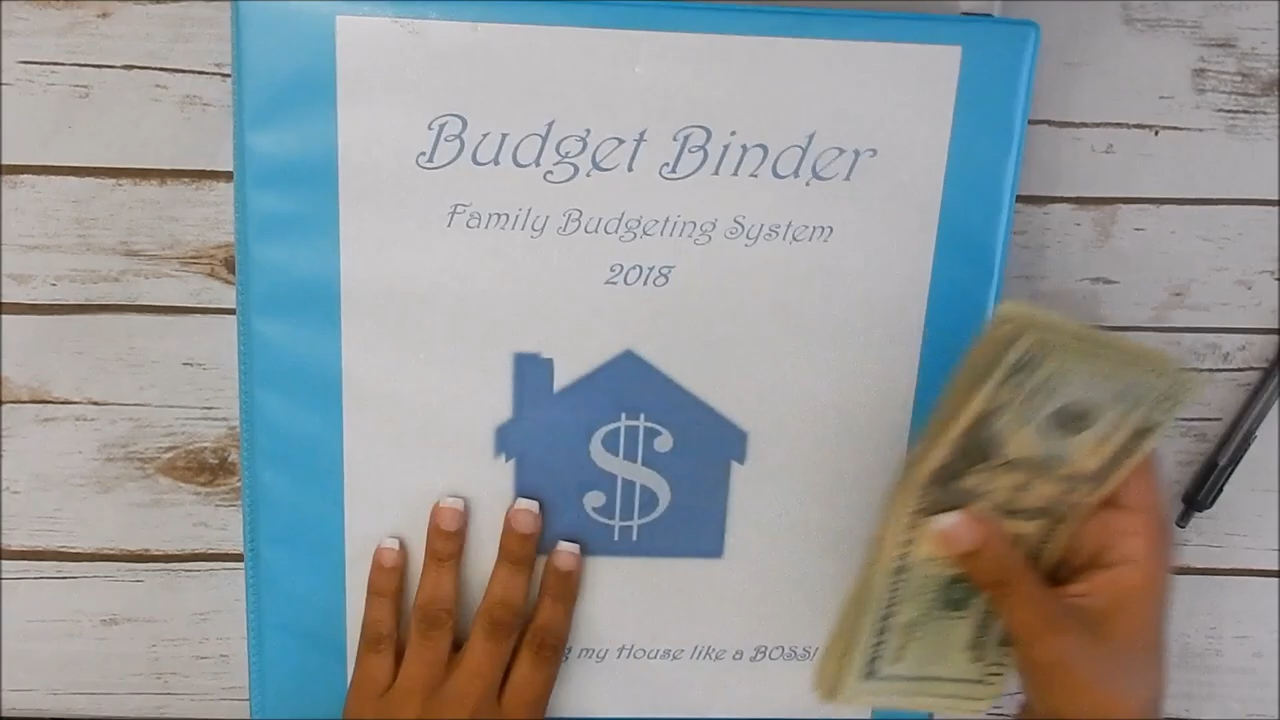 Budget Binder
Family Budgeting System
2018
$
my House like a BOSS!